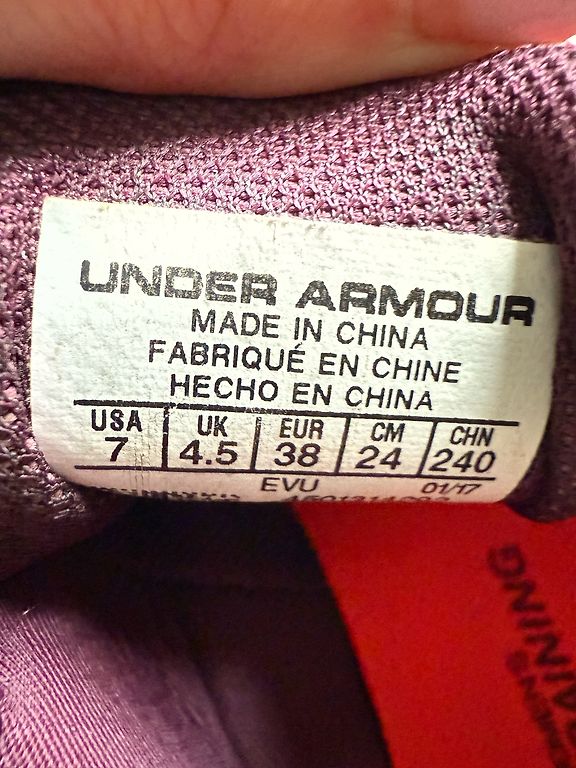 UNDER ARMOUR
MADE IN CHINA
FABRIQUÉ EN CHINE
HECHO EN CHINA
USA UK EUR CM CHN
7 4.5 38 24 240
EVU 01/17